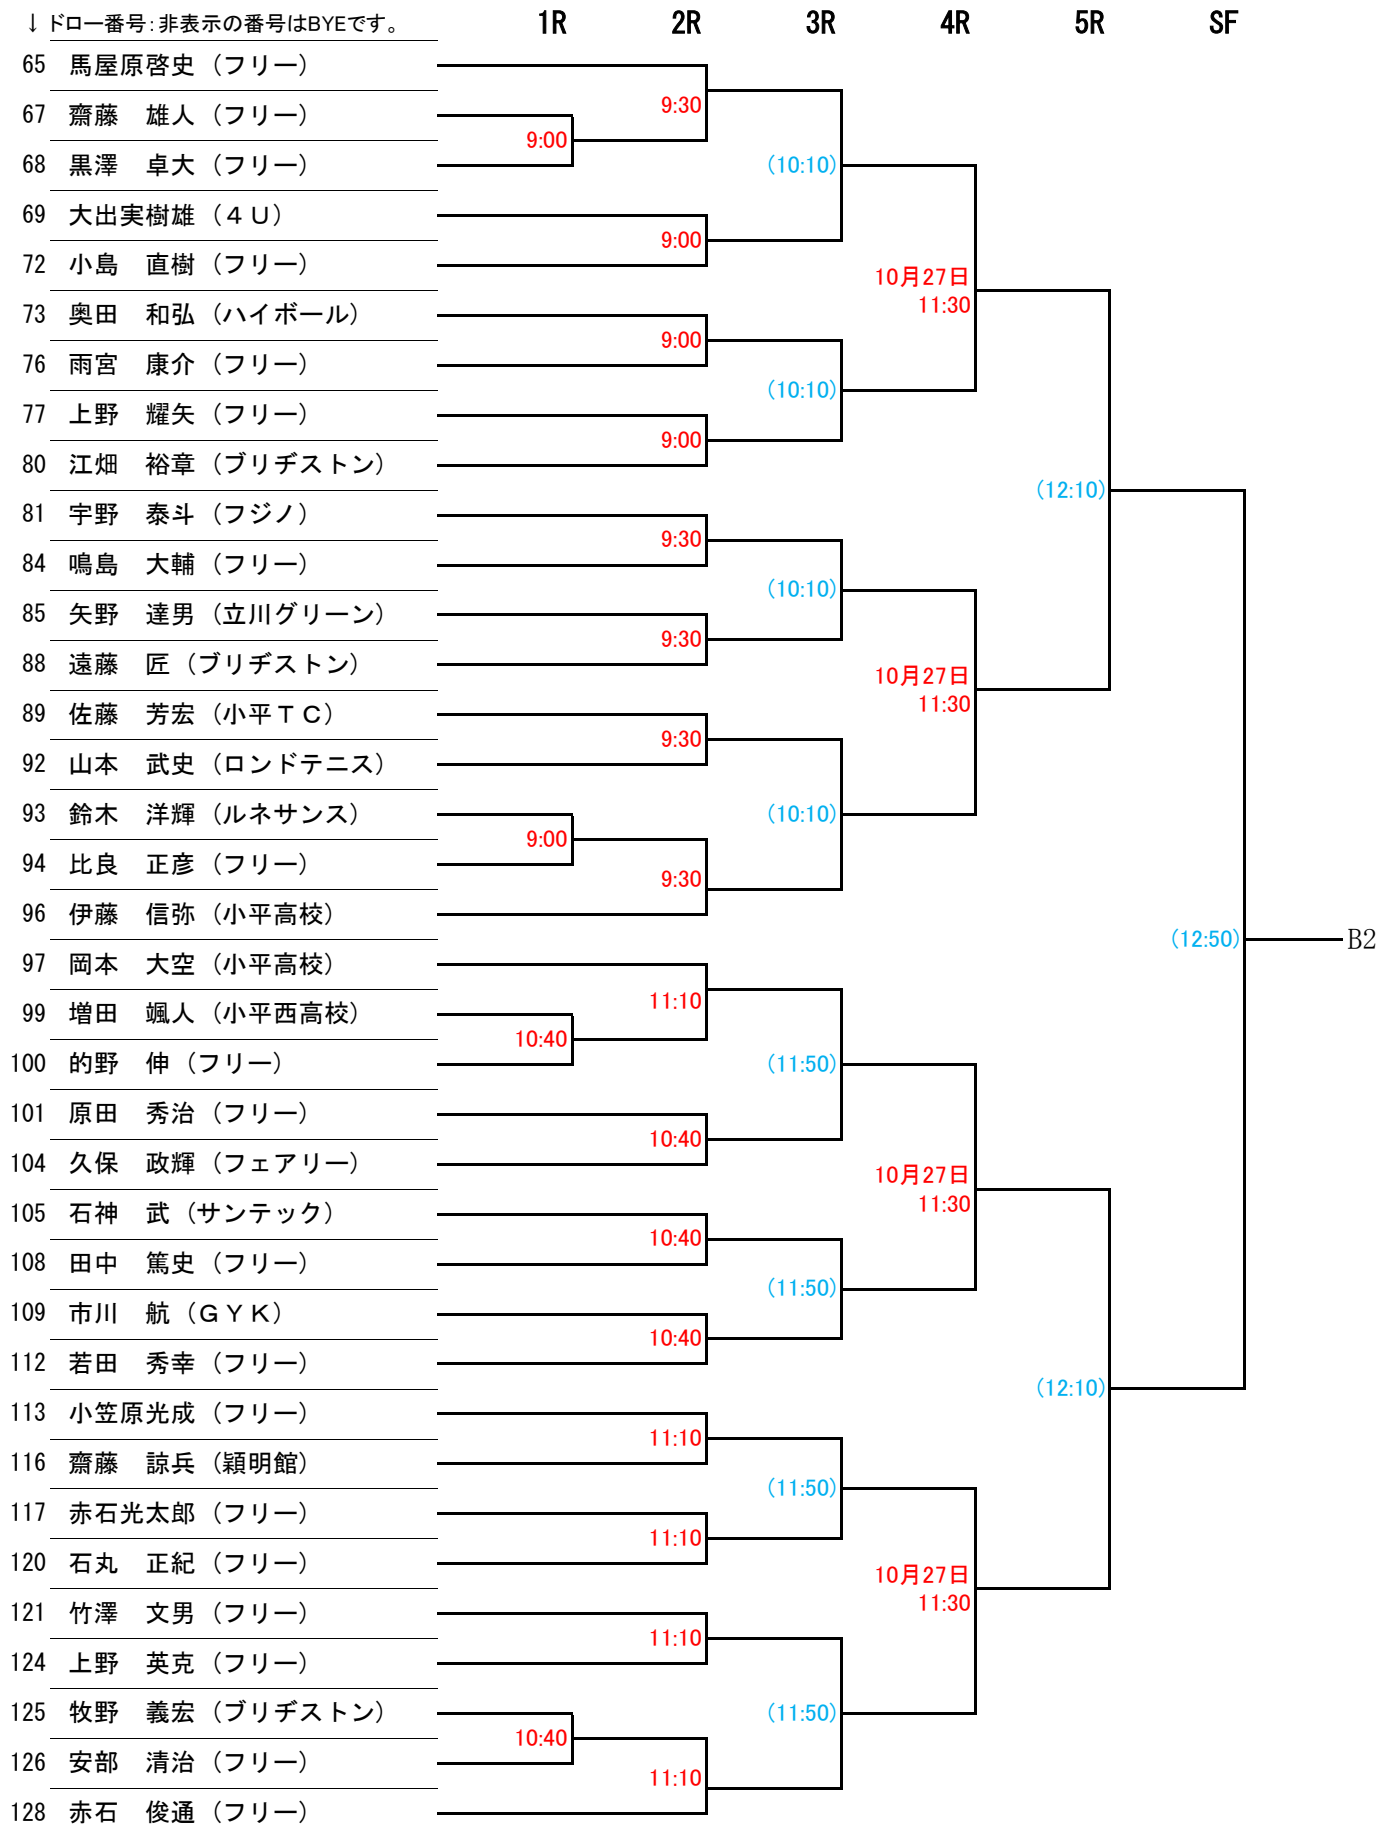 ↓ドロー番号：非表示の番号はBYEです。 1R 2R 3R 4R 5R SF
65 馬屋原啓史（フリー）
9:30
67 齋藤　雄人（フリー）
9:00
68 黒澤　卓大（フリー）
(10:10)
69 大出実樹雄（４Ｕ）
9:00
72 小島　直樹（フリー）
10月27日
11:30
73 奥田　和弘（ハイボール）
9:00
76 雨宮　康介（フリー）
(10:10)
77 上野　耀矢（フリー）
9:00
80 江畑　裕章（ブリヂストン）
(12:10)
81 宇野　泰斗（フジノ）
9:30
84 鳴島　大輔（フリー）
(10:10)
85 矢野　達男（立川グリーン）
9:30
88 遠藤　匠（ブリヂストン）
10月27日
11:30
89 佐藤　芳宏（小平ＴＣ）
9:30
92 山本　武史（ロンドテニス）
93 鈴木　洋輝（ルネサンス）
(10:10)
9:00
94 比良　正彦（フリー）
9:30
96 伊藤　信弥（小平高校）
(12:50)
B2
97 岡本　大空（小平高校）
11:10
99 増田　颯人（小平西高校）
10:40
100 的野　伸（フリー）
(11:50)
101 原田　秀治（フリー）
10:40
104 久保　政輝（フェアリー）
10月27日
11:30
105 石神　武（サンテック）
10:40
108 田中　篤史（フリー）
(11:50)
109 市川　航（ＧＹＫ）
10:40
112 若田　秀幸（フリー）
(12:10)
113 小笠原光成（フリー）
11:10
116 齋藤　諒兵（穎明館）
(11:50)
117 赤石光太郎（フリー）
11:10
120 石丸　正紀（フリー）
10月27日
11:30
121 竹澤　文男（フリー）
11:10
124 上野　英克（フリー）
125 牧野　義宏（ブリヂストン）
(11:50)
10:40
126 安部　清治（フリー）
11:10
128 赤石　俊通（フリー）